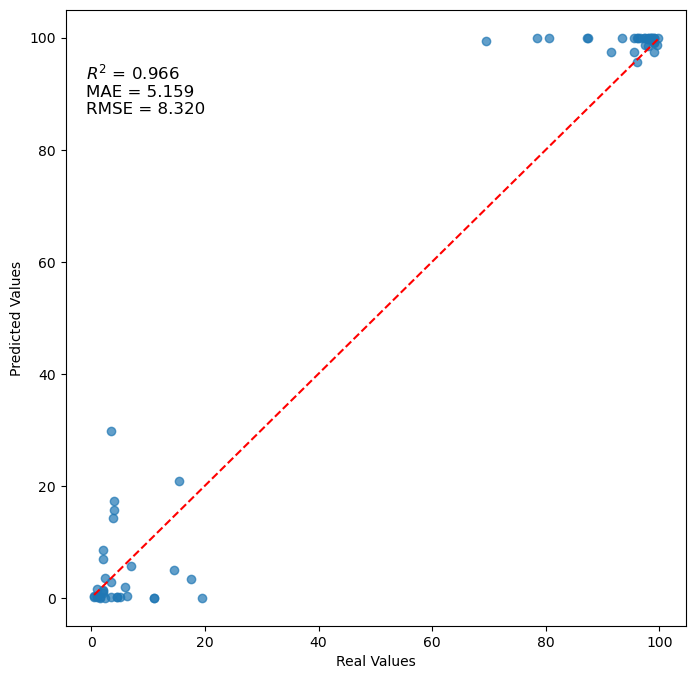 100
80
60
40
20
0
R² = 0.966
MAE = 5.159
RMSE = 8.320
Predicted Values
0 20 40 60 80 100
Real Values